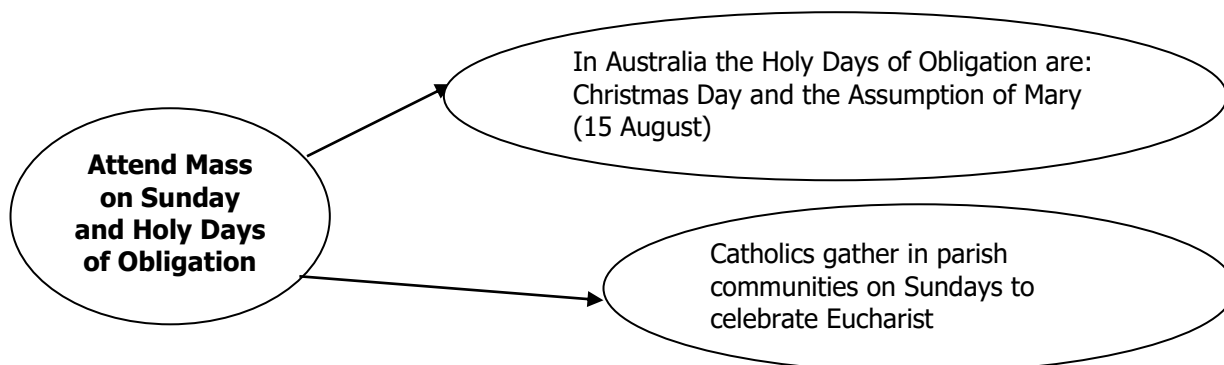 Attend Mass
on Sunday
and Holy Days
of Obligation
In Australia the Holy Days of Obligation are:
Christmas Day and the Assumption of Mary
(15 August)
Catholics gather in parish
communities on Sundays to
celebrate Eucharist